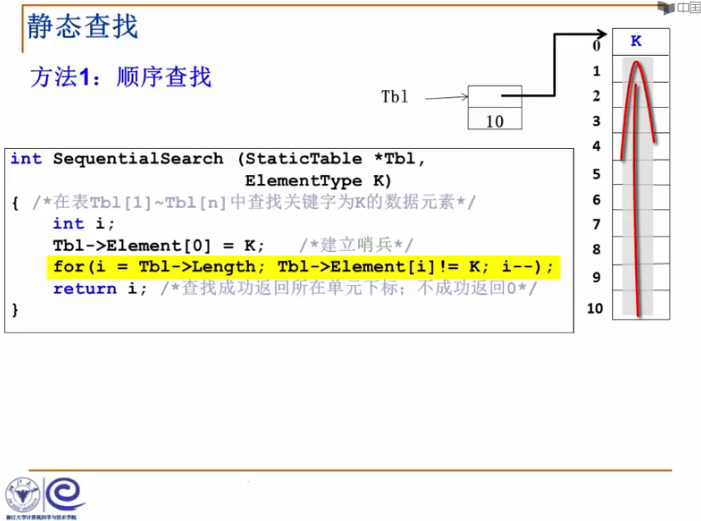 中国
静态查找
方法1：顺序查找
Tbl
10
K
0
1
2
3
4
5
6
7
8
9
10
int SequentialSearch (StaticTable *Tbl,
ElementType K)
{ /*在表Tbl[1]~Tbl[n]中查找关键字为K的数据元素*/
int i;
Tbl->Element[0] = K; /*建立哨兵*/
for(i = Tbl->Length; Tbl->Element[i]!= K; i--);
return i; /*查找成功返回所在单元下标；不成功返回0*/
}
浙江大学计算机科学与技术学院